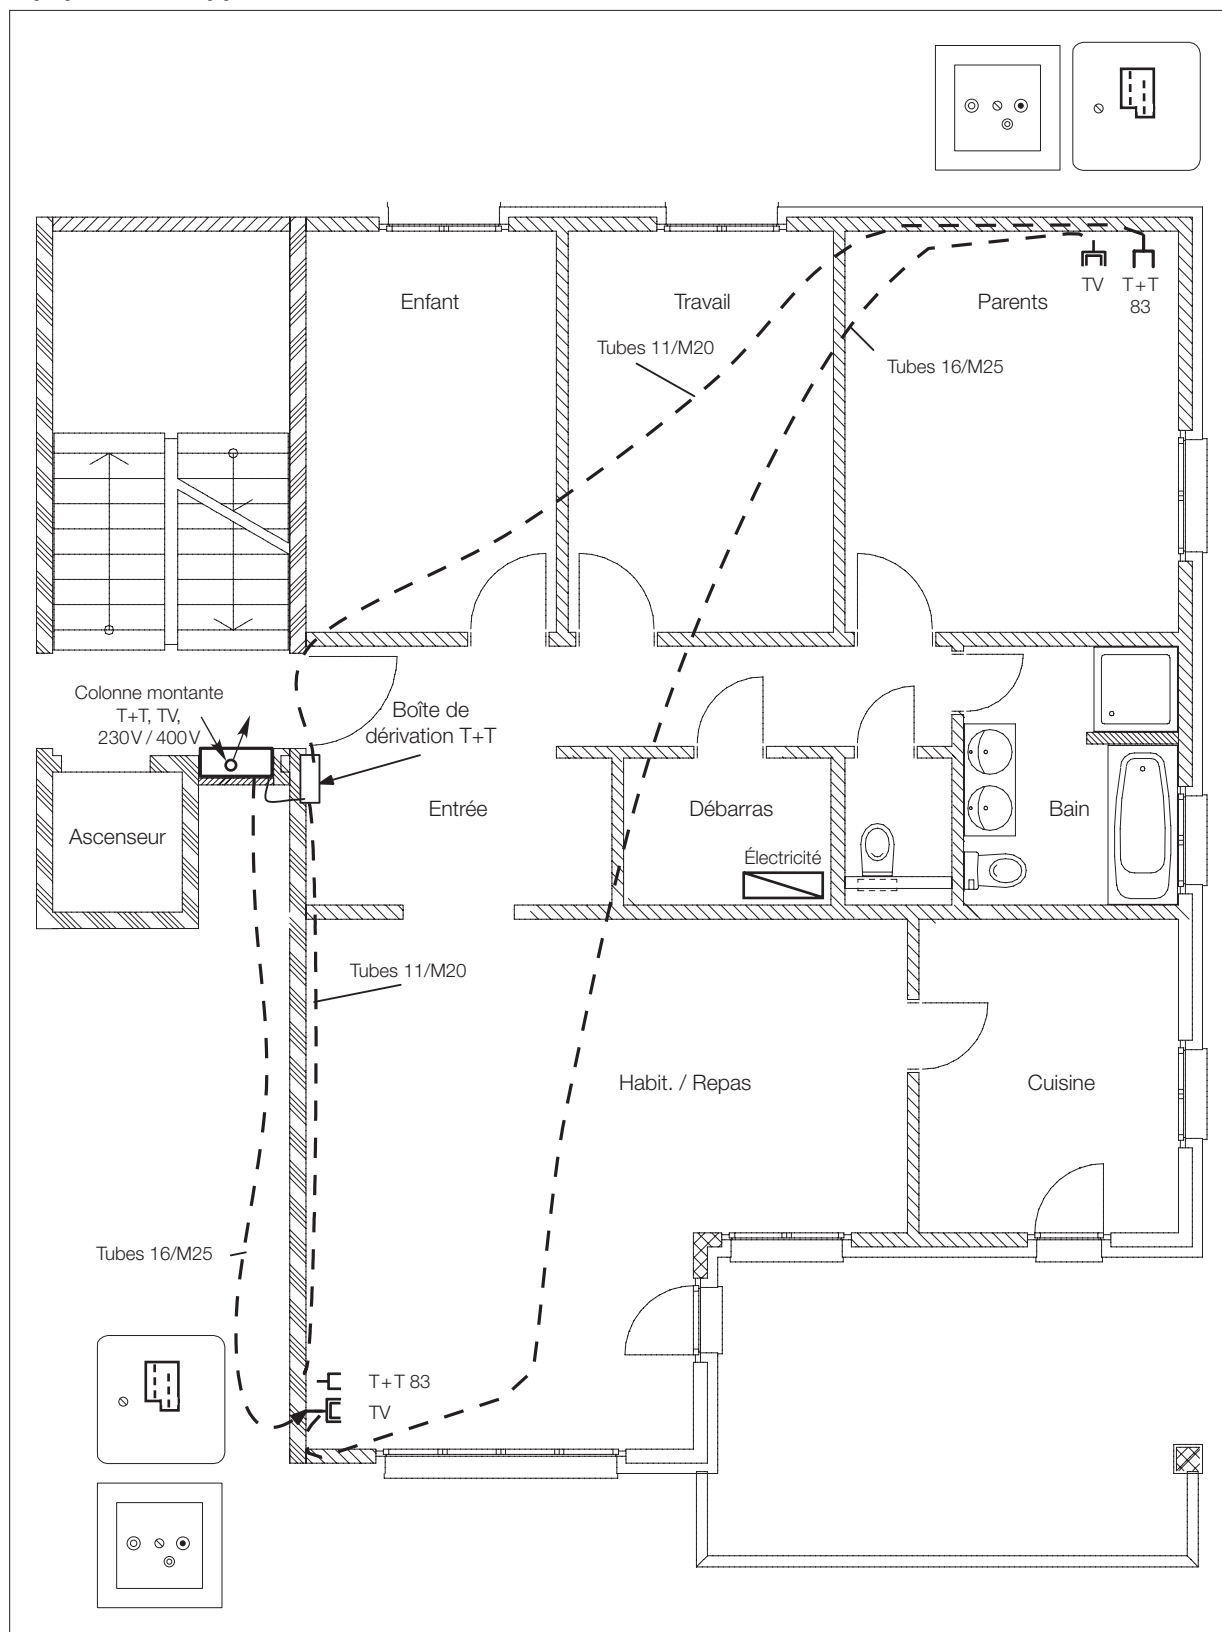 Enfant
Travail
Parents
TV
T+T
83
Tubes 11/M20
Tubes 16/M25
Colonne montante
T+T, TV,
230V / 400V
Boîte de
dérivation T+T
Ascenseur
Entrée
Débarras
Bain
Électricité
Tubes 11/M20
Habit. / Repas
Cuisine
Tubes 16/M25
T+T 83
TV